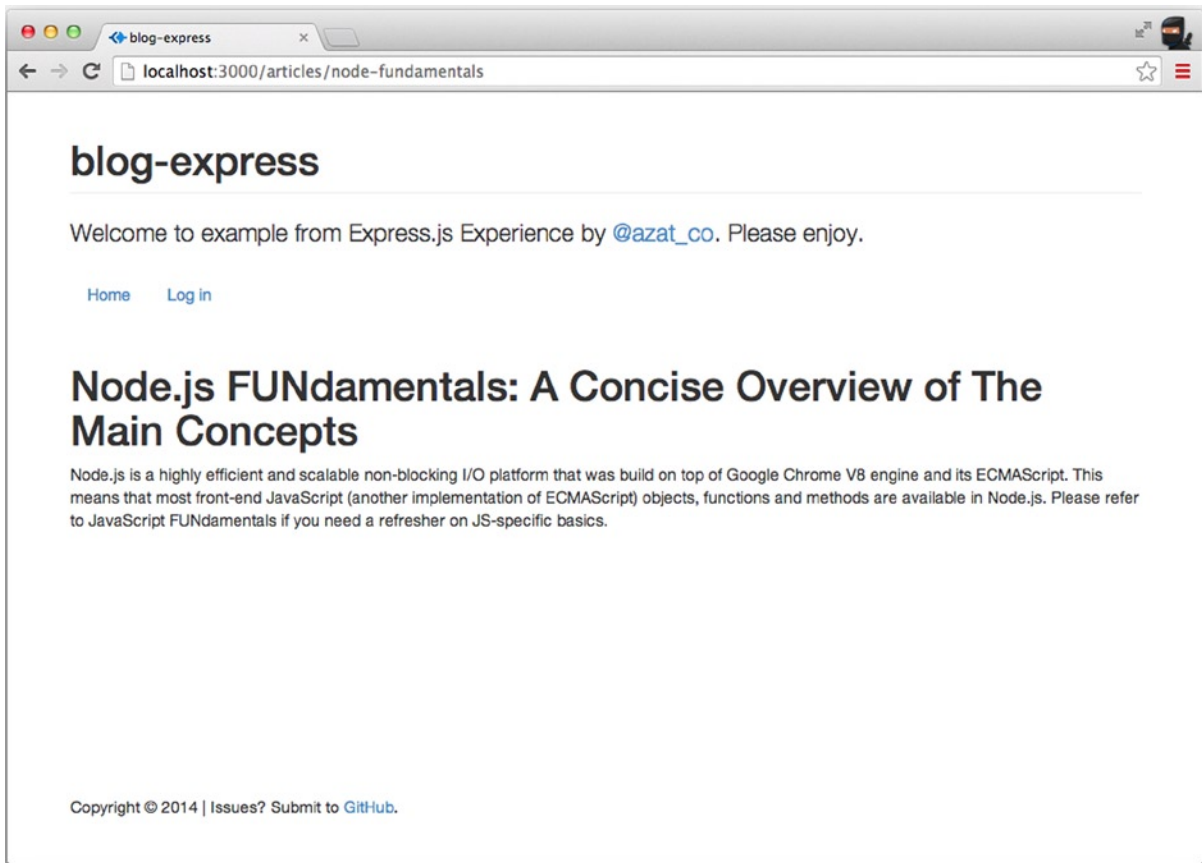 blog-express
localhost:3000/articles/node-fundamentals
blog-express
Welcome to example from Express.js Experience by @azat_co. Please enjoy.
Home Log in
Node.js FUNdamentals: A Concise Overview of The
Main Concepts
Node.js is a highly efficient and scalable non-blocking I/O platform that was build on top of Google Chrome V8 engine and its ECMAScript. This
means that most front-end JavaScript (another implementation of ECMAScript) objects, functions and methods are available in Node.js. Please refer
to JavaScript FUNdamentals if you need a refresher on JS-specific basics.
Copyright © 2014 | Issues? Submit to GitHub.